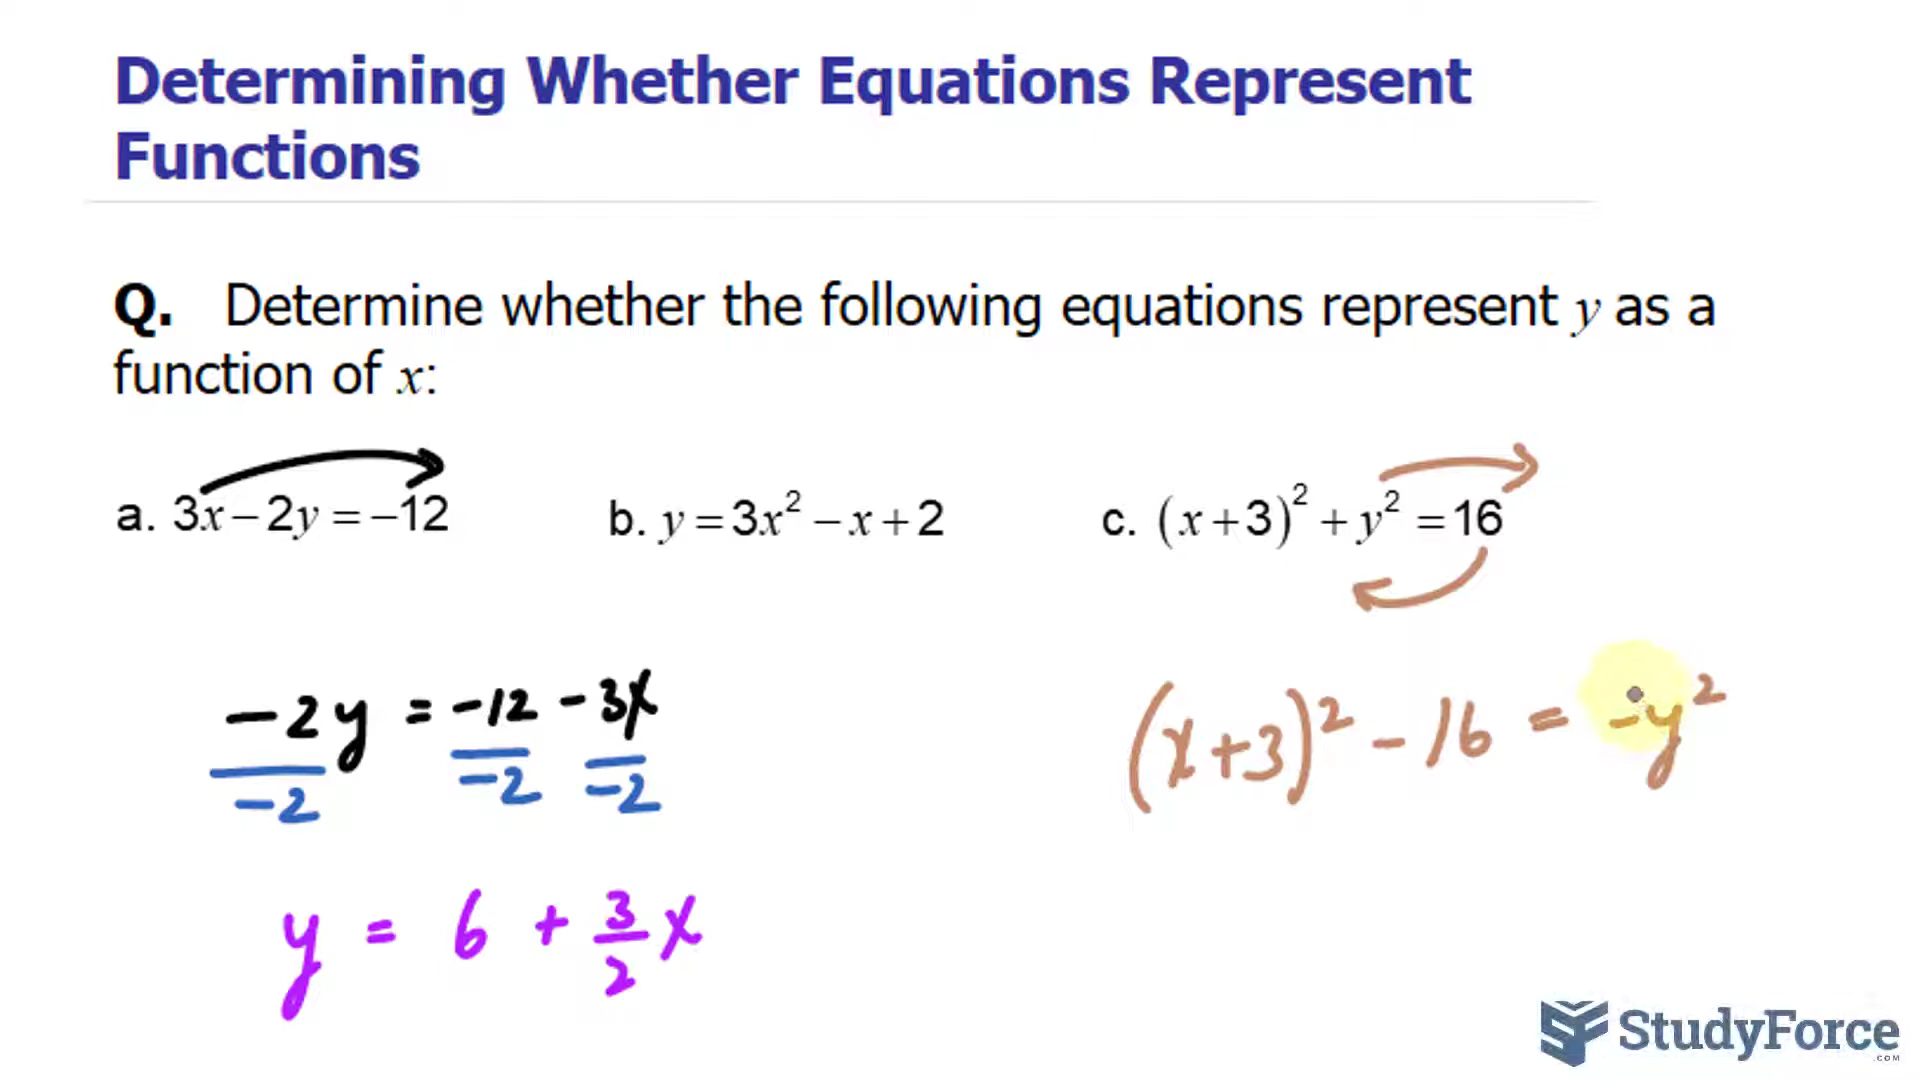 Determining Whether Equations Represent
Functions
Q. Determine whether the following equations represent y as a
function of x:
a. 3x − 2y = −12 b. y = 3x² − x + 2 c. (x + 3)² + y² = 16
−2y = −12 − 3x
−2 −2 −2
(x+3)² − 16 = −y²
y = 6 + 3/2 x
StudyForce
.COM